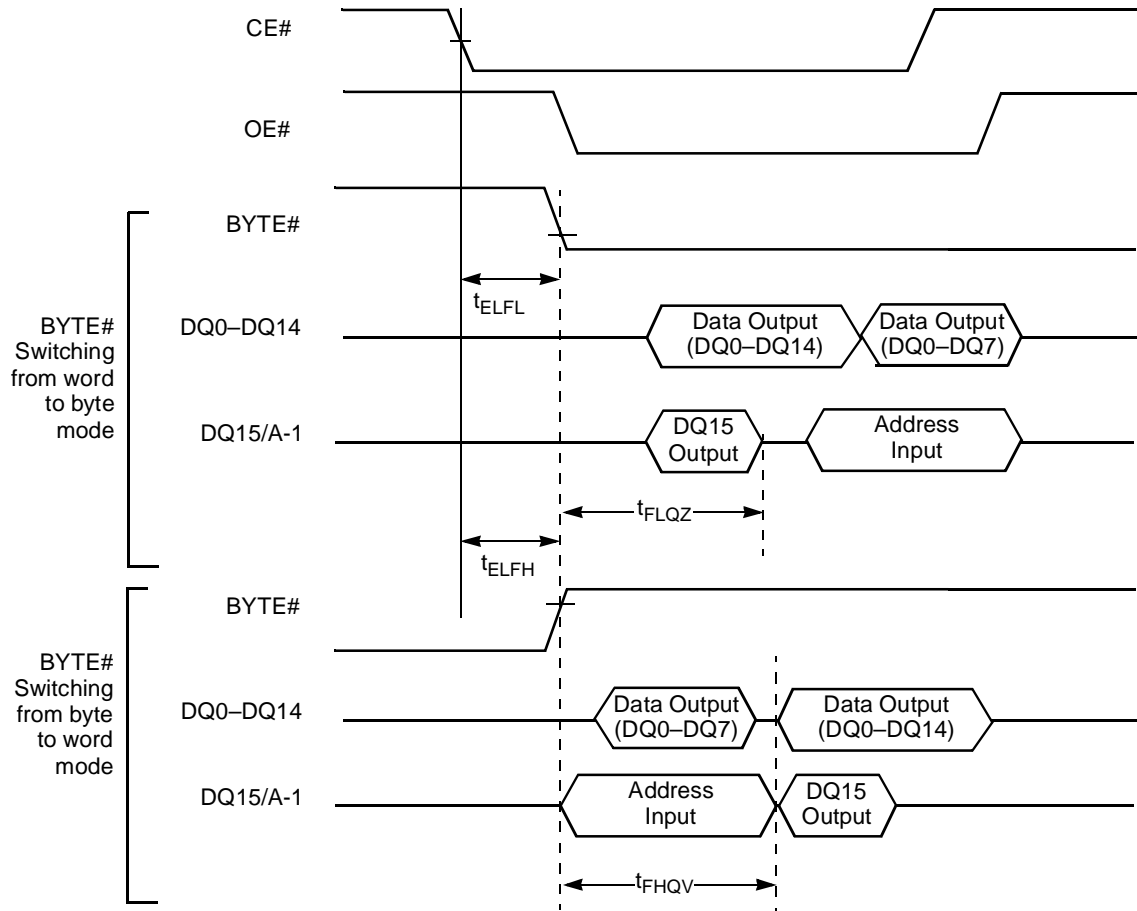 CE#
OE#
BYTE#
Switching
from word
to byte
mode
BYTE#
tELFL
DQ0–DQ14
Data Output
(DQ0–DQ14)
Data Output
(DQ0–DQ7)
DQ15/A-1
DQ15
Output
Address
Input
tFLQZ
tELFH
BYTE#
Switching
from byte
to word
mode
BYTE#
DQ0–DQ14
Data Output
(DQ0–DQ7)
Data Output
(DQ0–DQ14)
DQ15/A-1
Address
Input
DQ15
Output
tFHQV